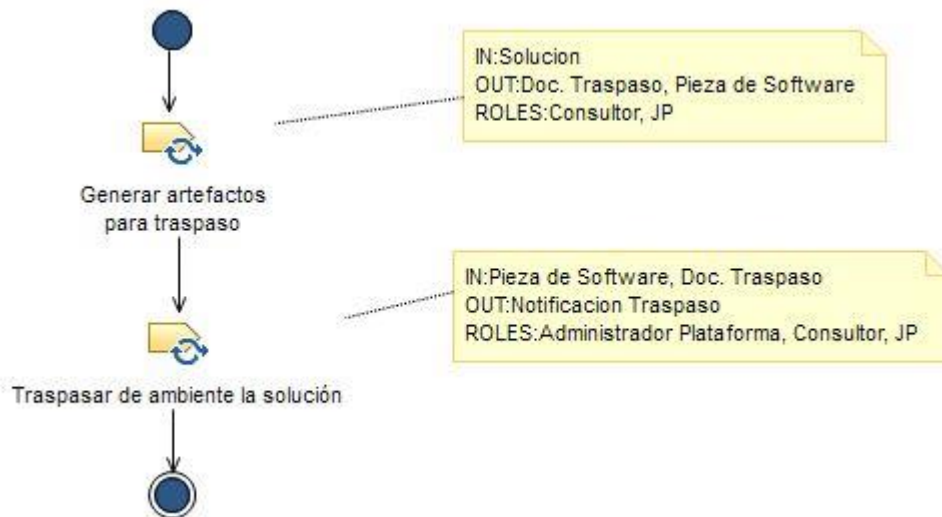 IN:Solucion
OUT:Doc. Traspaso, Pieza de Software
ROLES:Consultor, JP
Generar artefactos
para traspaso
IN:Pieza de Software, Doc. Traspaso
OUT:Notificacion Traspaso
ROLES:Administrador Plataforma, Consultor, JP
Traspasar de ambiente la solución